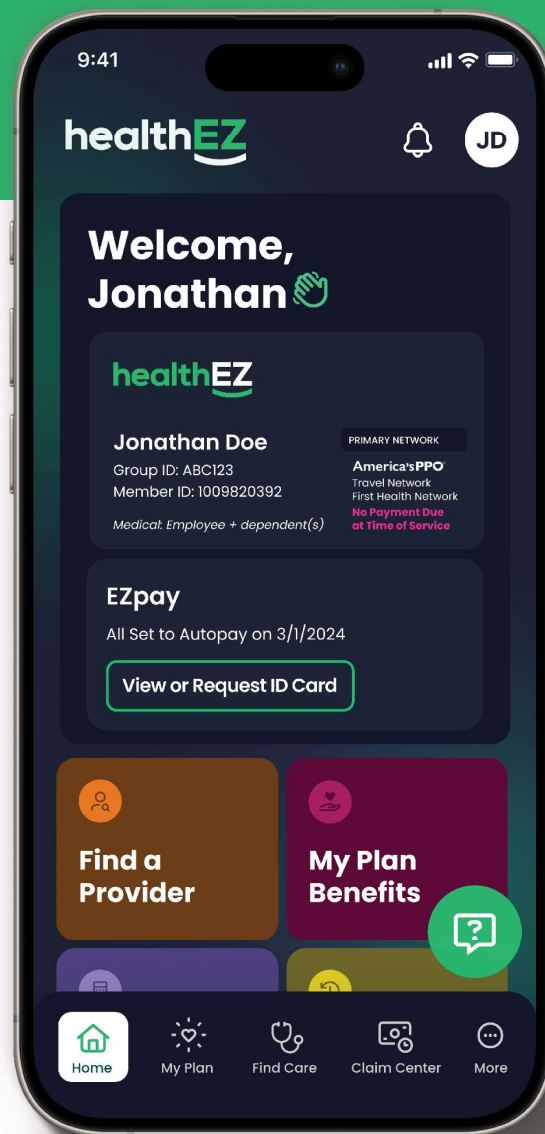 9:41
healthEZ
JD
Welcome,
Jonathan
healthEZ
Jonathan Doe
Group ID: ABC123
Member ID: 1009820392
Medical: Employee + dependent(s)
PRIMARY NETWORK
America'sPPO
Travel Network
First Health Network
No Payment Due
at Time of Service
EZpay
All Set to Autopay on 3/1/2024
View or Request ID Card
Find a
Provider
My Plan
Benefits
?
Home
My Plan
Find Care
Claim Center
More